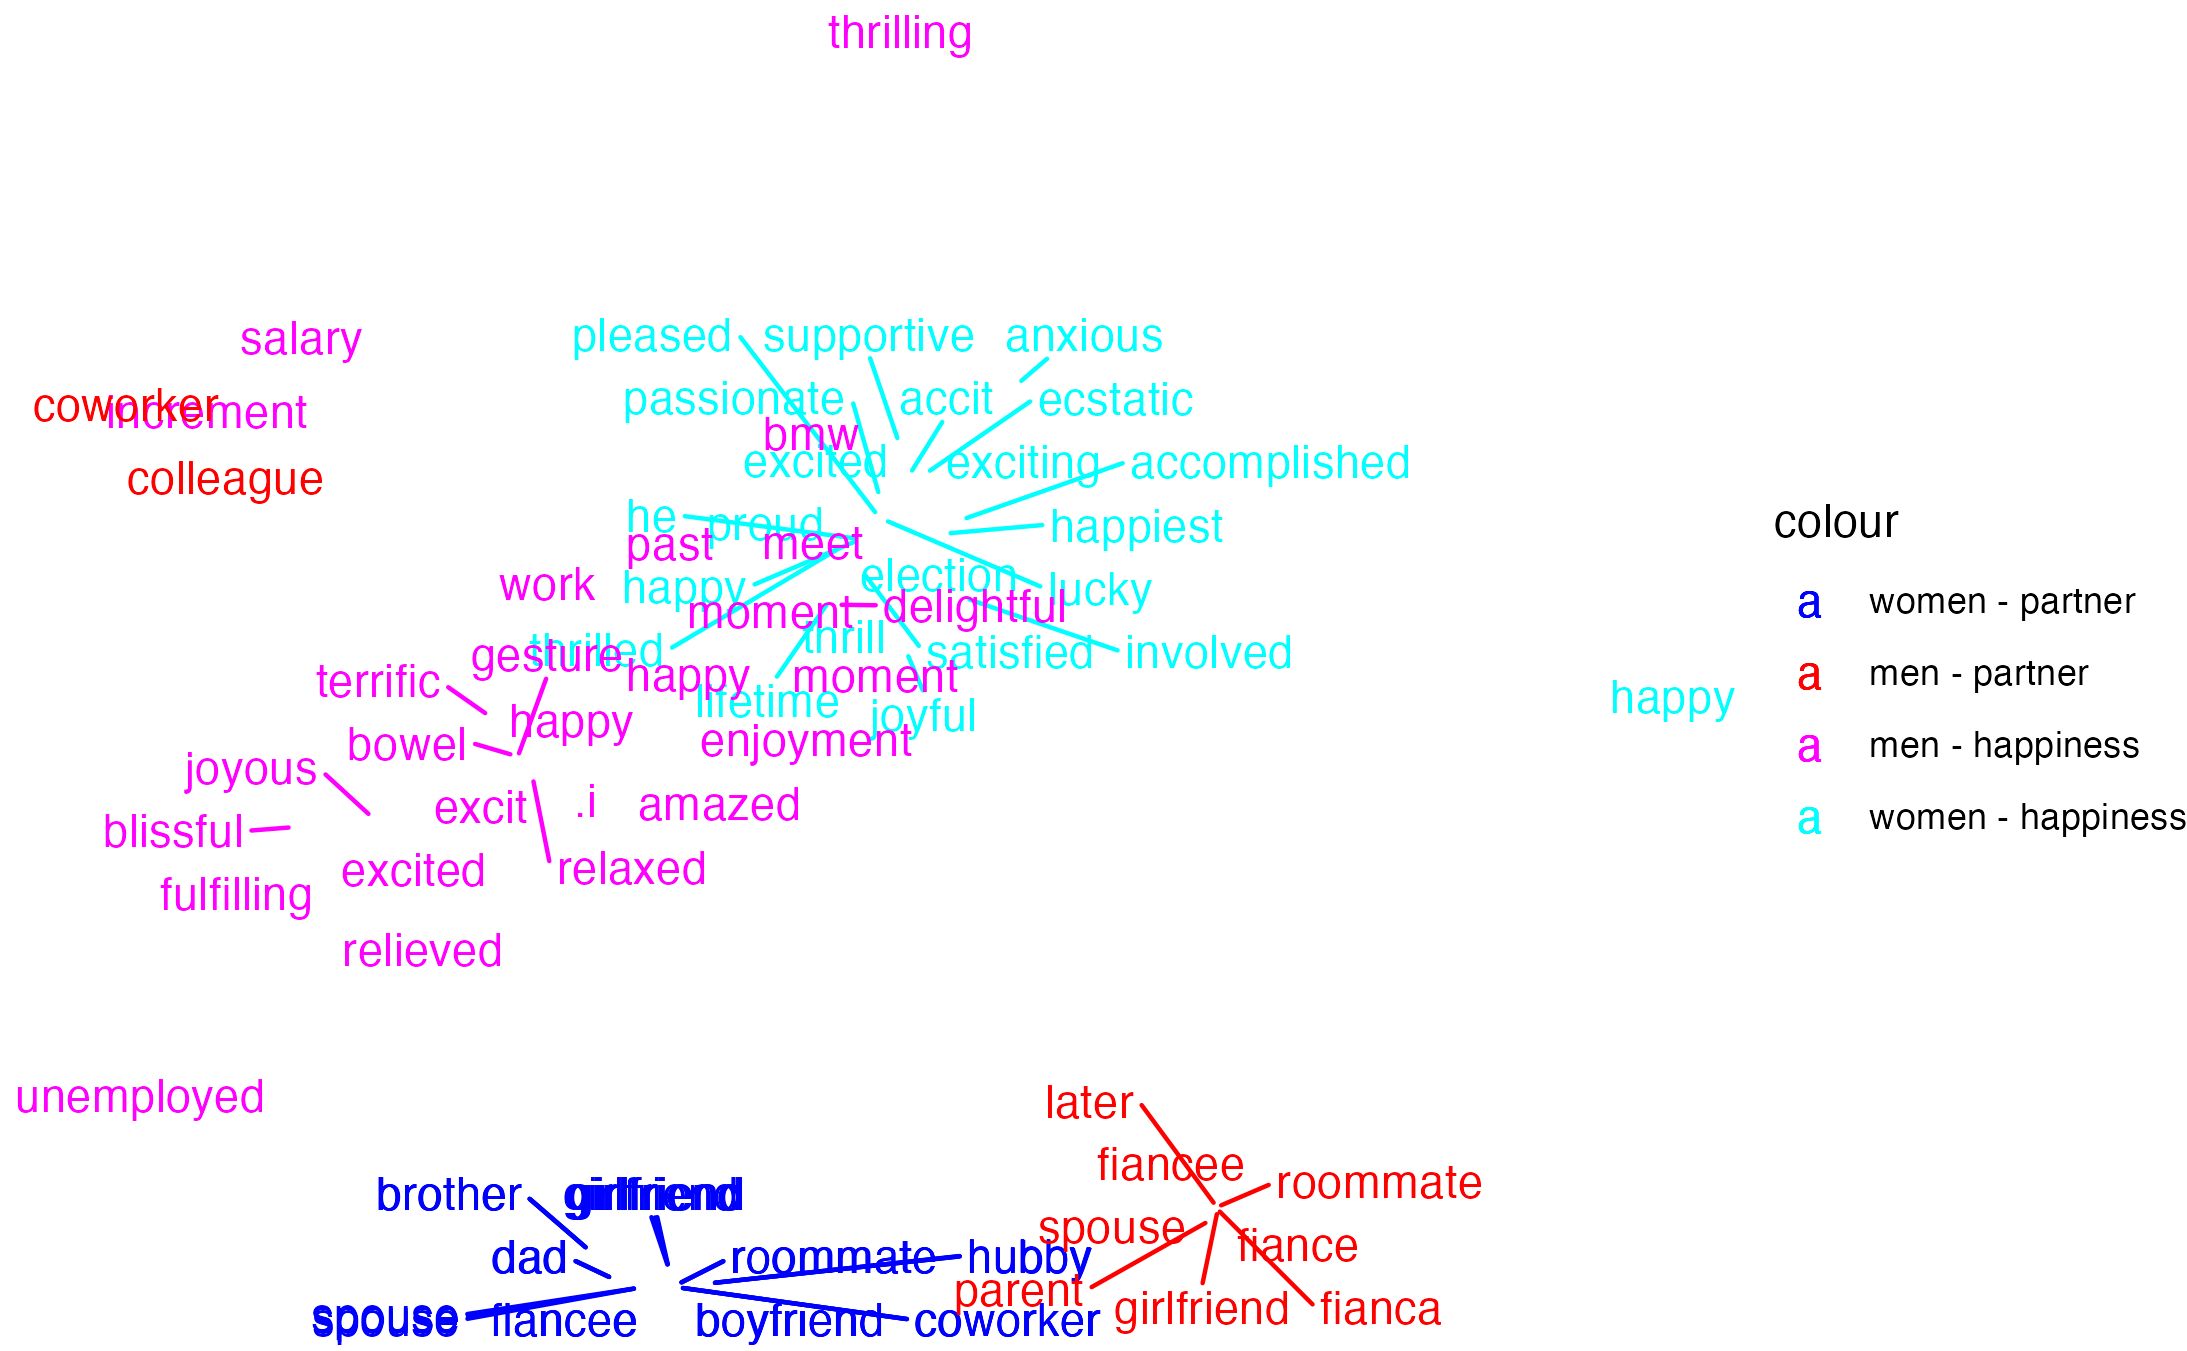 thrilling
salary
pleased
supportive
anxious
coworker
increment
passionate
accit
ecstatic
bmw
colleague
excited
exciting
accomplished
he
proud
happiest
past
meet
work
happy
election
lucky
moment
delightful
thrilled
gesture
thrill
satisfied
involved
terrific
happy
moment
lifetime
joyful
happy
happy
bowel
enjoyment
joyous
excit
.i
amazed
blissful
excited
relaxed
fulfilling
relieved
unemployed
later
fiancee
roommate
brother
girlfriend
spouse
fiance
dad
roommate
hubby
parent
girlfriend
fianca
spouse
spouse
fiancee
boyfriend
coworker
colour
a women - partner
a men - partner
a men - happiness
a women - happiness